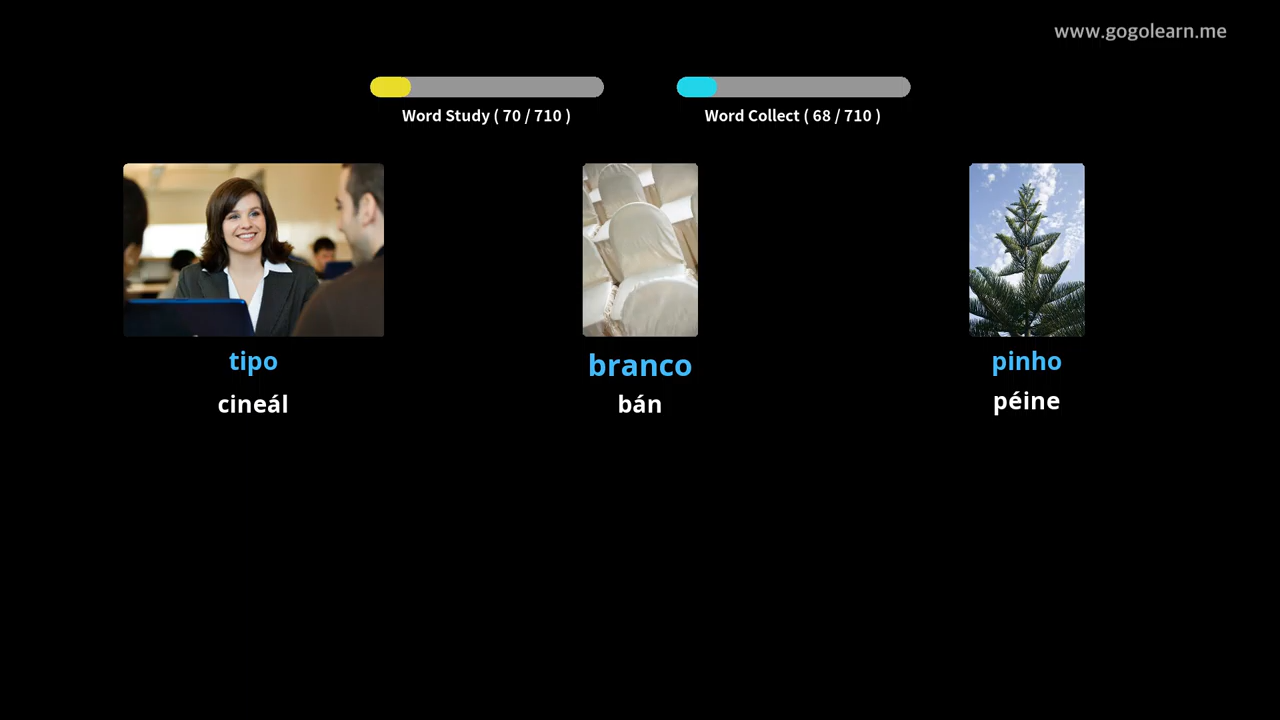 www.gogolearn.me
Word Study ( 70 / 710 )
Word Collect ( 68 / 710 )
tipo
cineál
branco
bán
pinho
péine